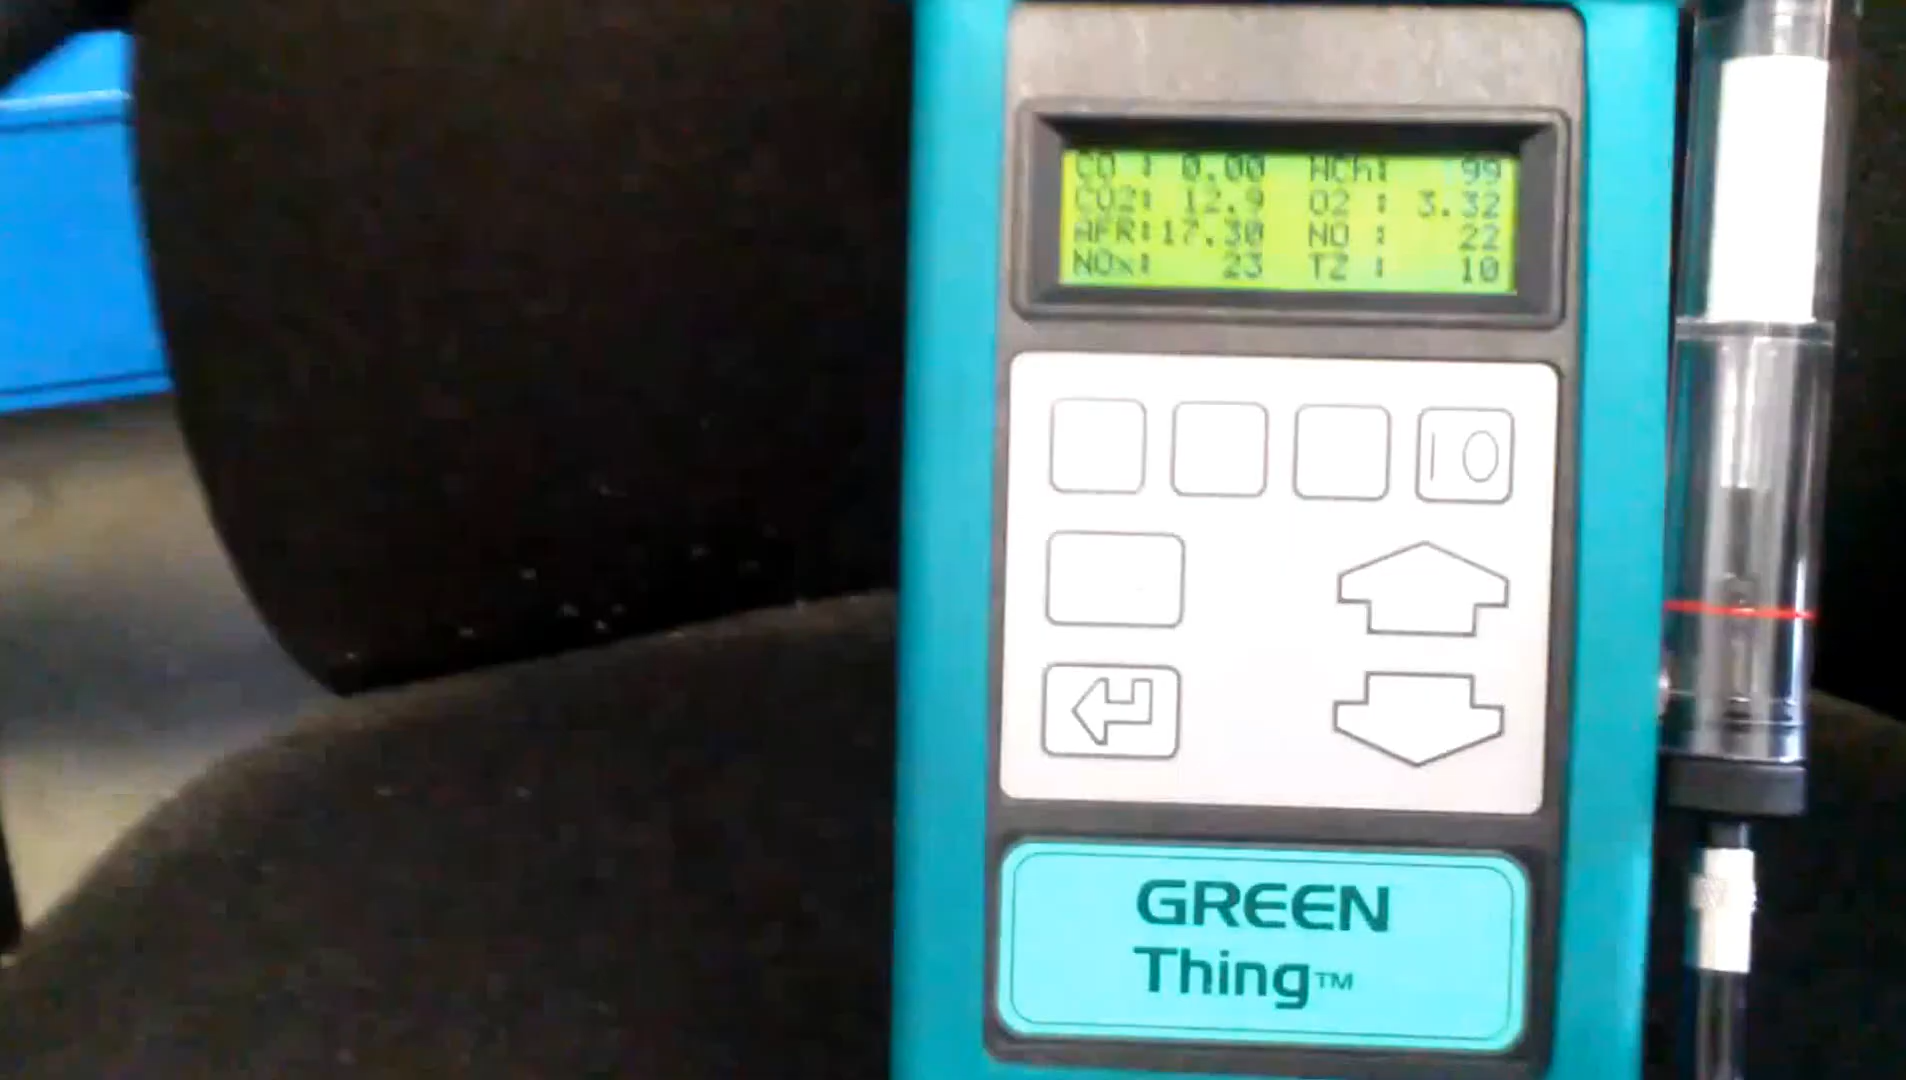 CO : 0.00 HCh: 99
CO2: 12.9 O2 : 3.32
AFR:17.30 NO : 22
NOx: 23 TZ : 10
GREEN
Thing™